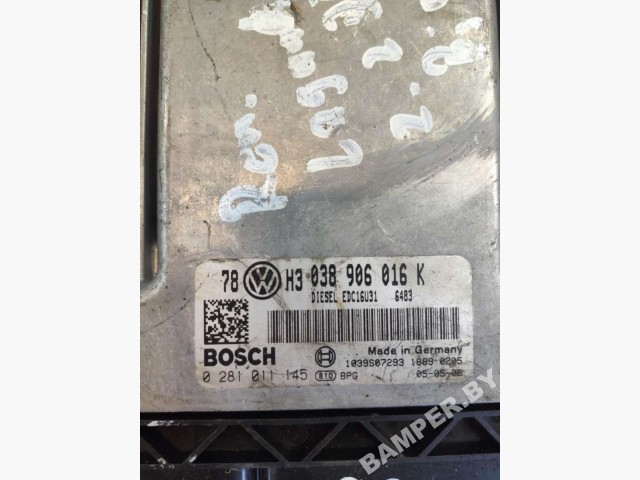 78 H3 038 906 016 K
DIESEL EDC16U31 6483
BOSCH
Made in Germany
1039S07293 1889-0205
0 281 011 145 BPG 05-05-08
BAMPER.BY